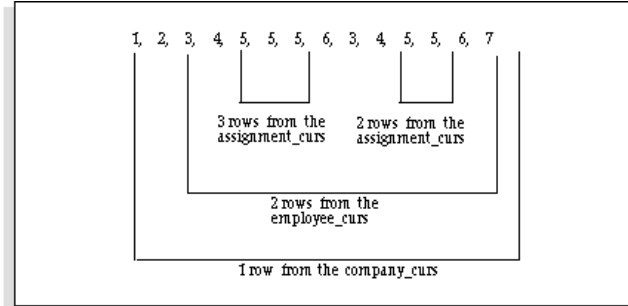 1, 2, 3, 4, 5, 5, 5, 6, 3, 4, 5, 5, 6, 7
3 rows from the
assignment_curs
2 rows from the
assignment_curs
2 rows from the
employee_curs
1 row from the company_curs